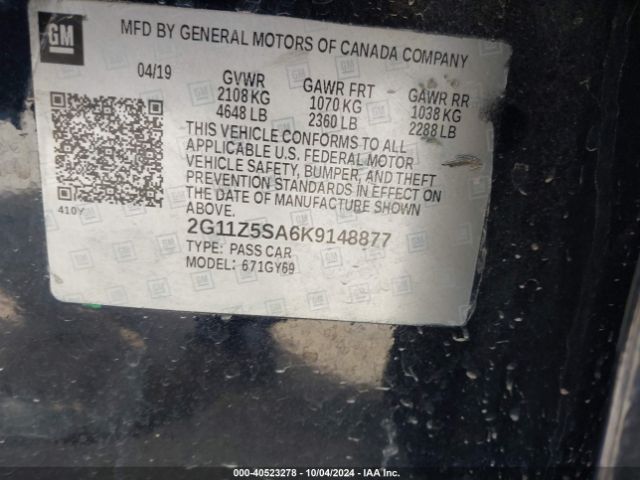 GM
MFD BY GENERAL MOTORS OF CANADA COMPANY
04/19 GVWR GAWR FRT GAWR RR
2108 KG 1070 KG 1038 KG
4648 LB 2360 LB 2288 LB
THIS VEHICLE CONFORMS TO ALL
APPLICABLE U.S. FEDERAL MOTOR
VEHICLE SAFETY, BUMPER, AND THEFT
PREVENTION STANDARDS IN EFFECT ON
THE DATE OF MANUFACTURE SHOWN
ABOVE.
410Y
2G11Z5SA6K9148877
TYPE: PASS CAR
MODEL: 671GY69
000-40523278 - 10/04/2024 - IAA Inc.